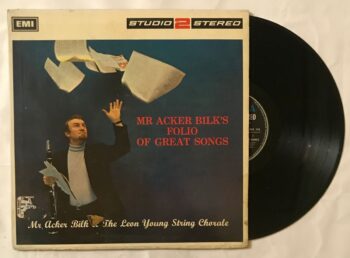 EMI
STUDIO 2 STEREO
MR ACKER BILK'S
FOLIO
OF GREAT SONGS
Mr Acker Bilk & The Leon Young String Chorale